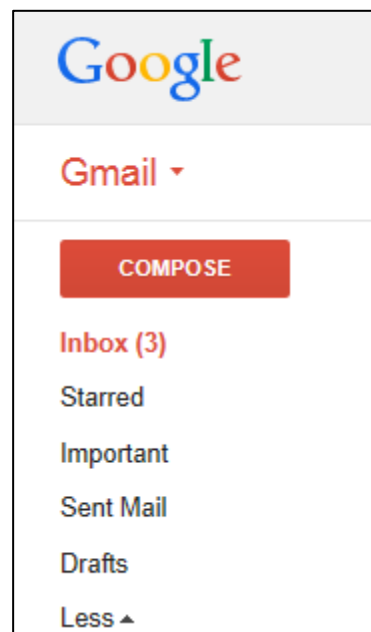 Google
Gmail
COMPOSE
Inbox (3)
Starred
Important
Sent Mail
Drafts
Less